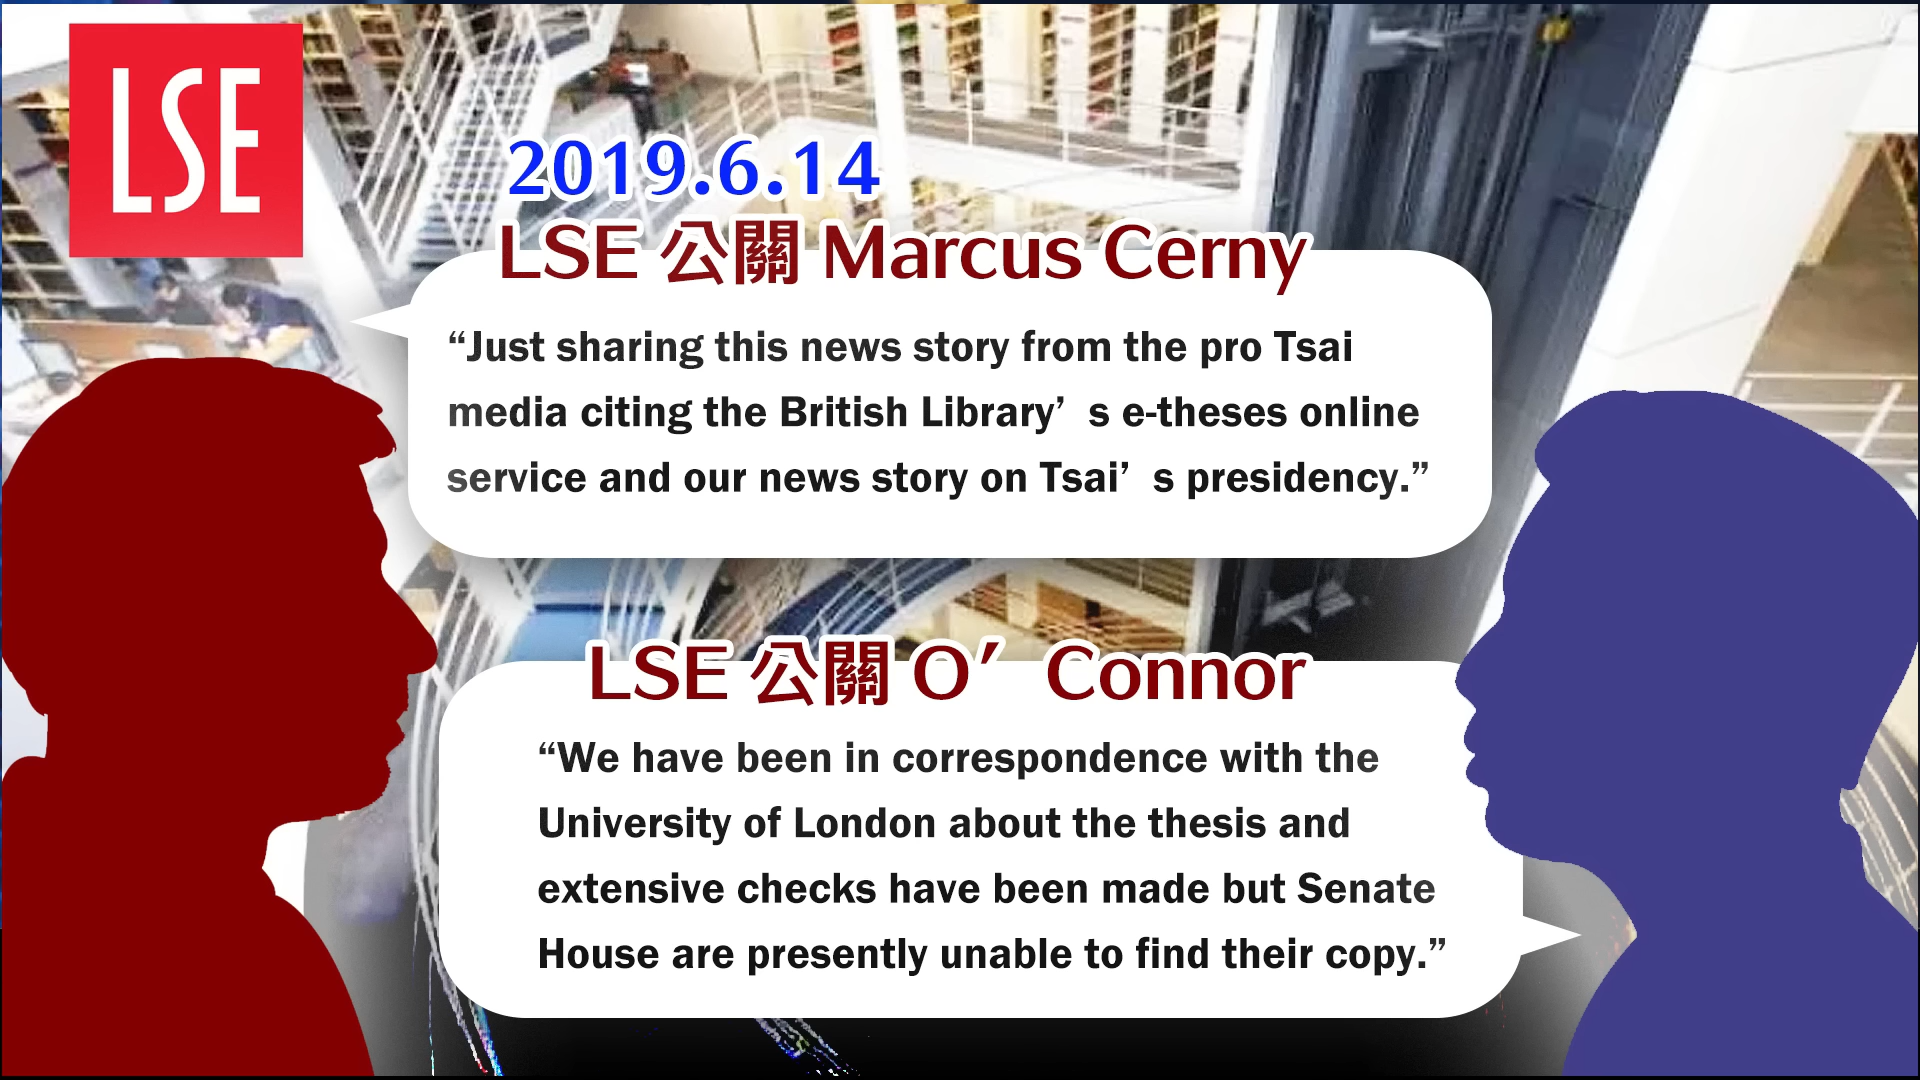 LSE
2019.6.14
LSE 公關 Marcus Cerny
“Just sharing this news story from the pro Tsai
media citing the British Library’ s e-theses online
service and our news story on Tsai’ s presidency.”
LSE 公關 O’ Connor
“We have been in correspondence with the
University of London about the thesis and
extensive checks have been made but Senate
House are presently unable to find their copy.”